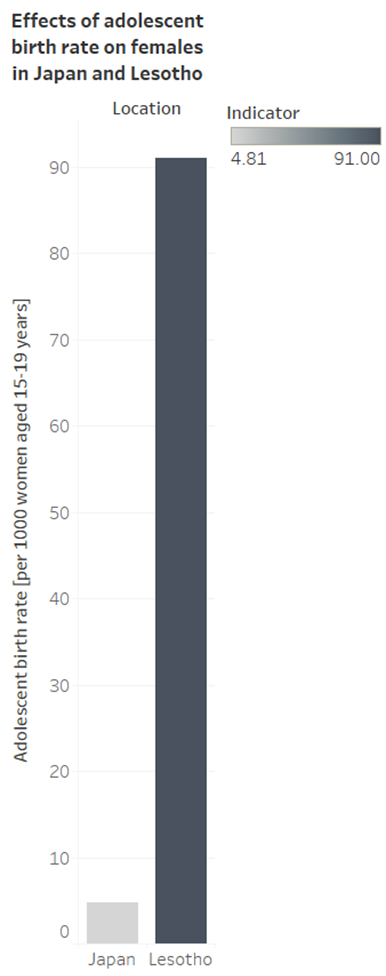 Effects of adolescent
birth rate on females
in Japan and Lesotho
Location
Indicator
4.81 91.00
Adolescent birth rate [per 1000 women aged 15-19 years]
90
80
70
60
50
40
30
20
10
0
Japan Lesotho